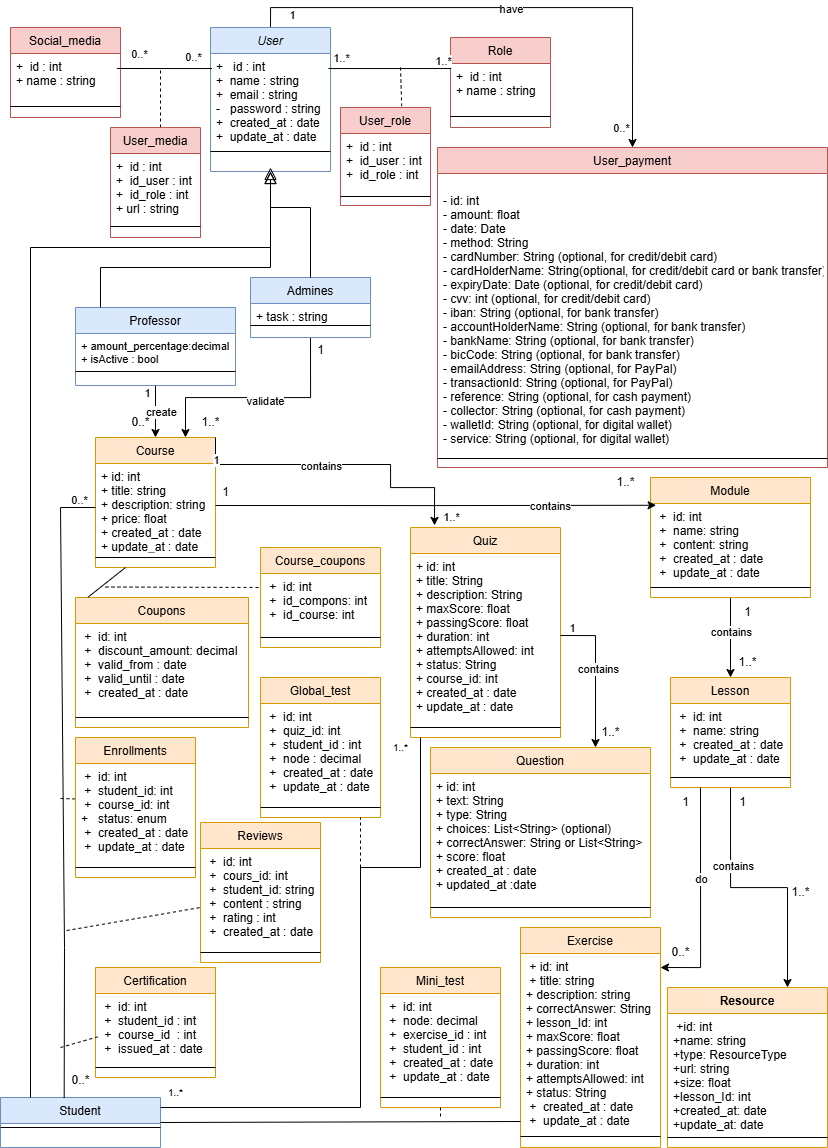 have
1
Social_media
+ id : int
+ name : string
0..*
0..*
User
+ id : int
+ name : string
+ email : string
- password : string
+ created_at : date
+ update_at : date
1..*
1..*
Role
+ id : int
+ name : string
User_media
+ id : int
+ id_user : int
+ id_role : int
+ url : string
User_role
+ id : int
+ id_user : int
+ id_role : int
0..*
User_payment
- id: int
- amount: float
- date: Date
- method: String
- cardNumber: String (optional, for credit/debit card)
- cardHolderName: String(optional, for credit/debit card or bank transfer)
- expiryDate: Date (optional, for credit/debit card)
- cvv: int (optional, for credit/debit card)
- iban: String (optional, for bank transfer)
- accountHolderName: String (optional, for bank transfer)
- bankName: String (optional, for bank transfer)
- bicCode: String (optional, for bank transfer)
- emailAddress: String (optional, for PayPal)
- transactionId: String (optional, for PayPal)
- reference: String (optional, for cash payment)
- collector: String (optional, for cash payment)
- walletId: String (optional, for digital wallet)
- service: String (optional, for digital wallet)
Admines
+ task : string
Professor
+ amount_percentage:decimal
+ isActive : bool
1
1
create
validate
0..*
1..*
Course
+ id: int
+ title: string
+ description: string
+ price: float
+ created_at : date
+ update_at : date
1
contains
1
contains
1..*
1..*
0..*
Module
+ id: int
+ name: string
+ content: string
+ created_at : date
+ update_at : date
Quiz
+ id: int
+ title: String
+ description: String
+ maxScore: float
+ passingScore: float
+ duration: int
+ attemptsAllowed: int
+ status: String
+ course_id: int
+ created_at : date
+ update_at : date
Course_coupons
+ id: int
+ id_compons: int
+ id_course: int
Coupons
+ id: int
+ discount_amount: decimal
+ valid_from : date
+ valid_until : date
+ created_at : date
1
contains
1..*
1
contains
1..*
Global_test
+ id: int
+ quiz_id: int
+ student_id : int
+ node : decimal
+ created_at : date
+ update_at : date
Lesson
+ id: int
+ name: string
+ created_at : date
+ update_at : date
1..*
Enrollments
+ id: int
+ student_id: int
+ course_id: int
+ status: enum
+ created_at : date
+ update_at : date
Question
+ id: int
+ text: String
+ type: String
+ choices: List<String> (optional)
+ correctAnswer: String or List<String>
+ score: float
+ created_at : date
+ updated_at :date
Reviews
+ id: int
+ cours_id: int
+ student_id: string
+ content : string
+ rating : int
+ created_at : date
1
1
contains
do
1..*
0..*
Exercise
+ id: int
+ title: string
+ description: string
+ correctAnswer: String
+ lesson_Id: int
+ maxScore: float
+ passingScore: float
+ duration: int
+ attemptsAllowed: int
+ status: String
+ created_at : date
+ update_at : date
Certification
+ id: int
+ student_id : int
+ course_id : int
+ issued_at : date
Mini_test
+ id: int
+ node: decimal
+ exercise_id : int
+ student_id : int
+ created_at : date
+ update_at : date
Resource
+id: int
+name: string
+type: ResourceType
+url: string
+size: float
+lesson_Id: int
+created_at: date
+update_at: date
0..*
1..*
Student